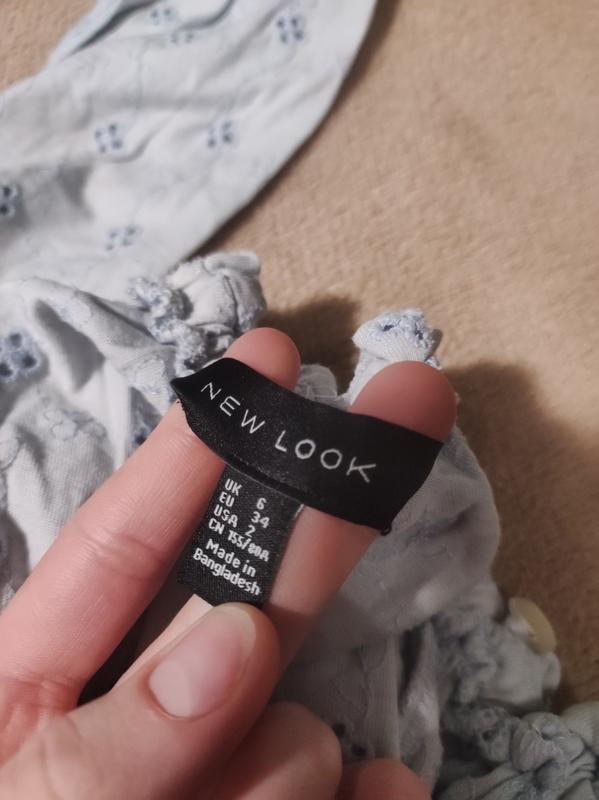 NEW LOOK
UK 6
EU 34
USA 2
CN 155/80A
Made in
Bangladesh